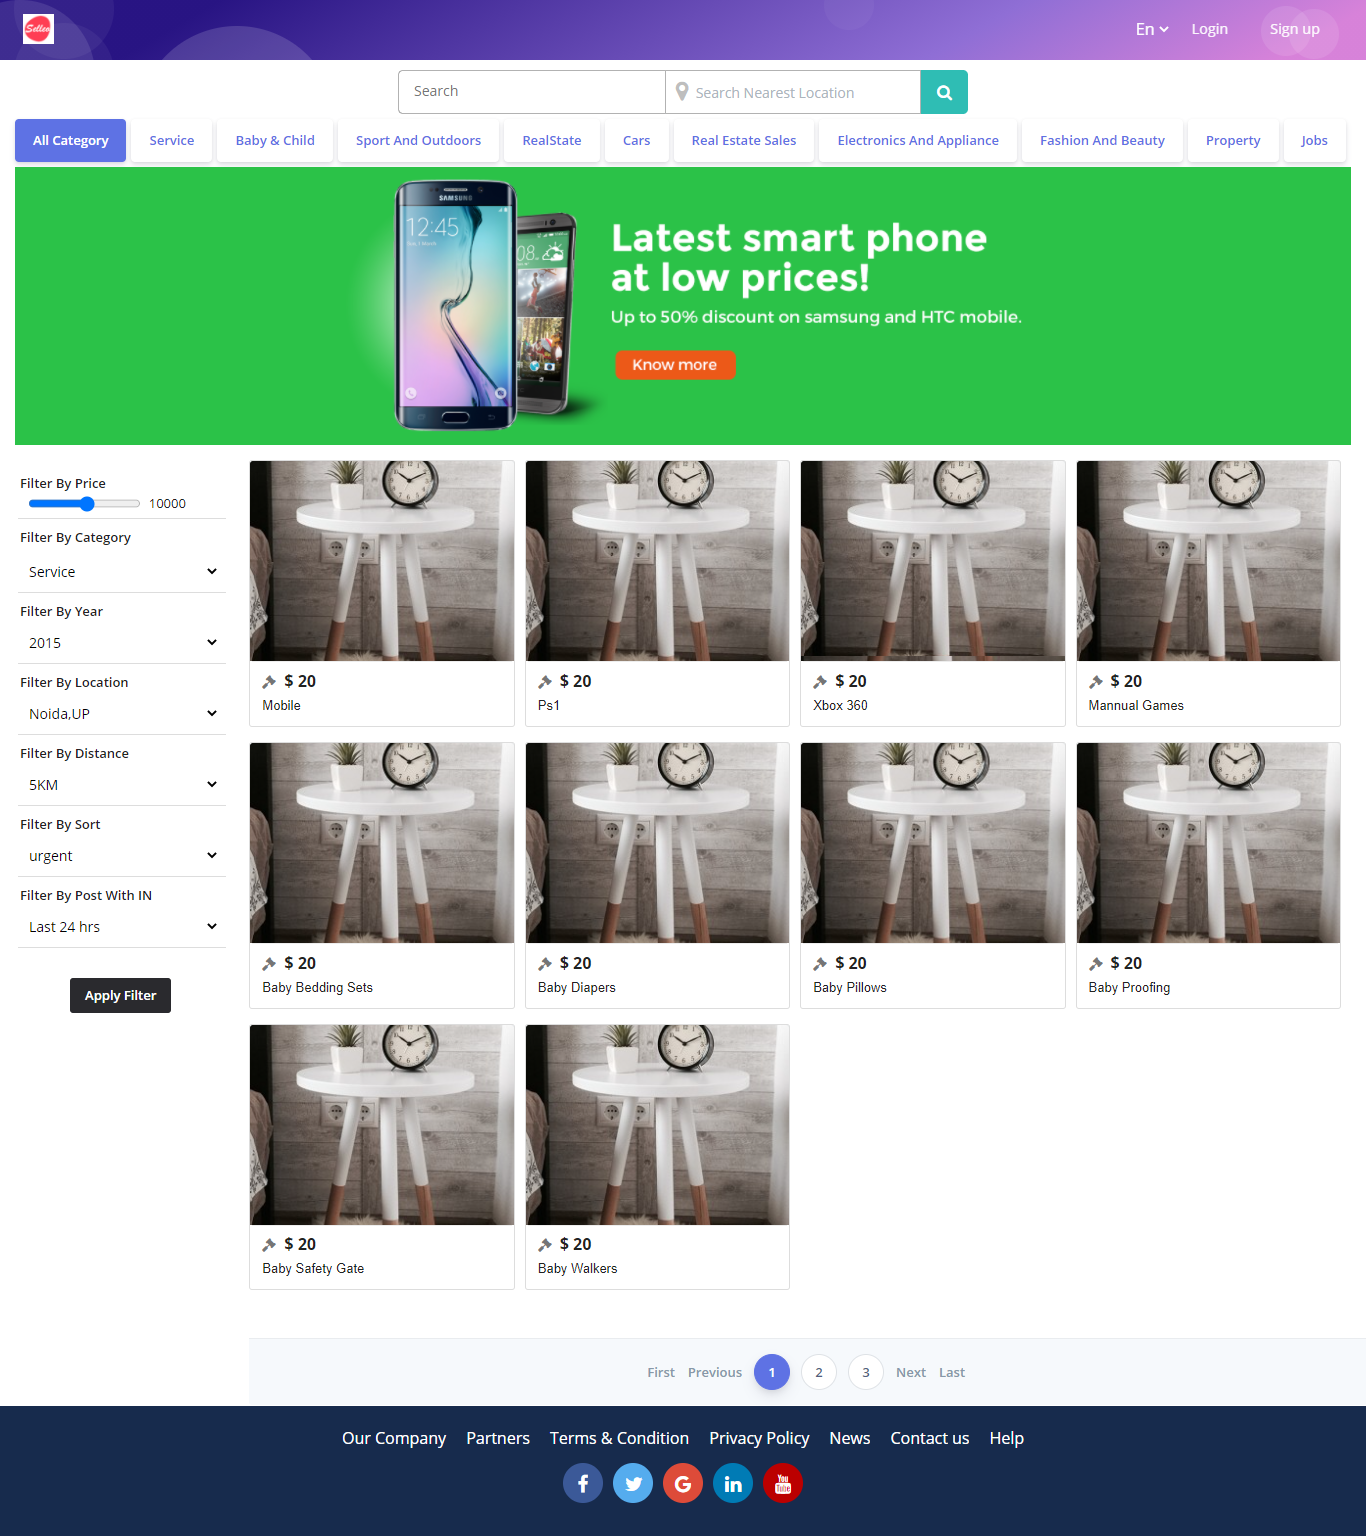 Sellco
En
Login
Sign up
Search
Search Nearest Location
All Category
Service
Baby & Child
Sport And Outdoors
RealState
Cars
Real Estate Sales
Electronics And Appliance
Fashion And Beauty
Property
Jobs
SAMSUNG
12:45
08
Latest smart phone
at low prices!
Up to 50% discount on samsung and HTC mobile.
Know more
Filter By Price
10000
Filter By Category
Service
Filter By Year
2015
Filter By Location
Noida,UP
Filter By Distance
5KM
Filter By Sort
urgent
Filter By Post With IN
Last 24 hrs
Apply Filter
$ 20
Mobile
$ 20
Ps1
$ 20
Xbox 360
$ 20
Mannual Games
$ 20
Baby Bedding Sets
$ 20
Baby Diapers
$ 20
Baby Pillows
$ 20
Baby Proofing
$ 20
Baby Safety Gate
$ 20
Baby Walkers
First
Previous
1
2
3
Next
Last
Our Company
Partners
Terms & Condition
Privacy Policy
News
Contact us
Help
You
Tube